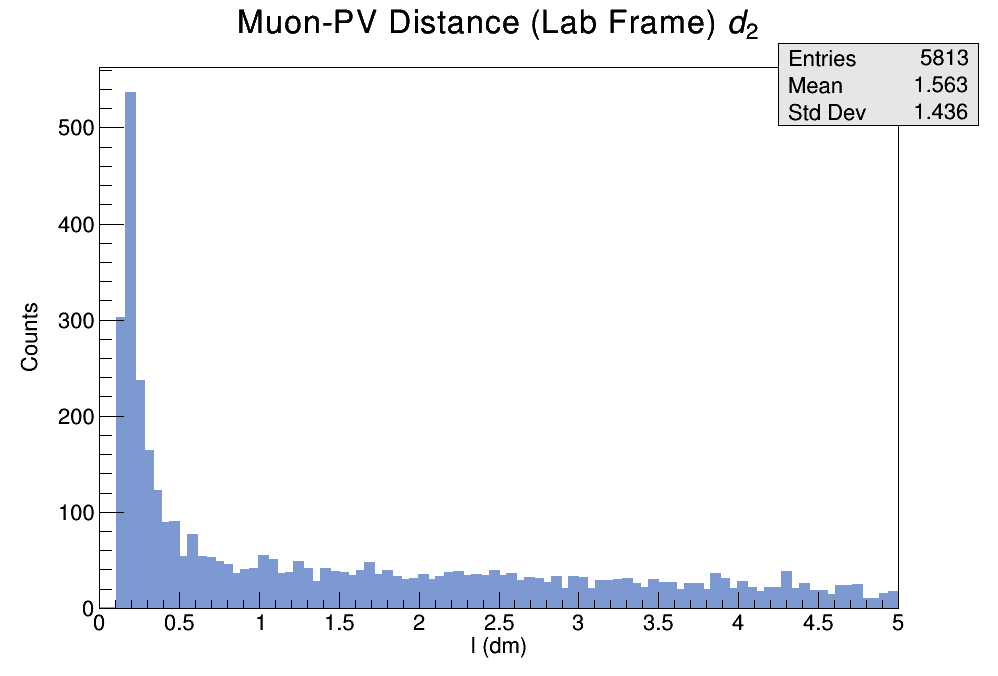 Muon-PV Distance (Lab Frame) d₂
Entries 5813
Mean 1.563
Std Dev 1.436
Counts
500
400
300
200
100
0
0 0.5 1 1.5 2 2.5 3 3.5 4 4.5 5
l (dm)